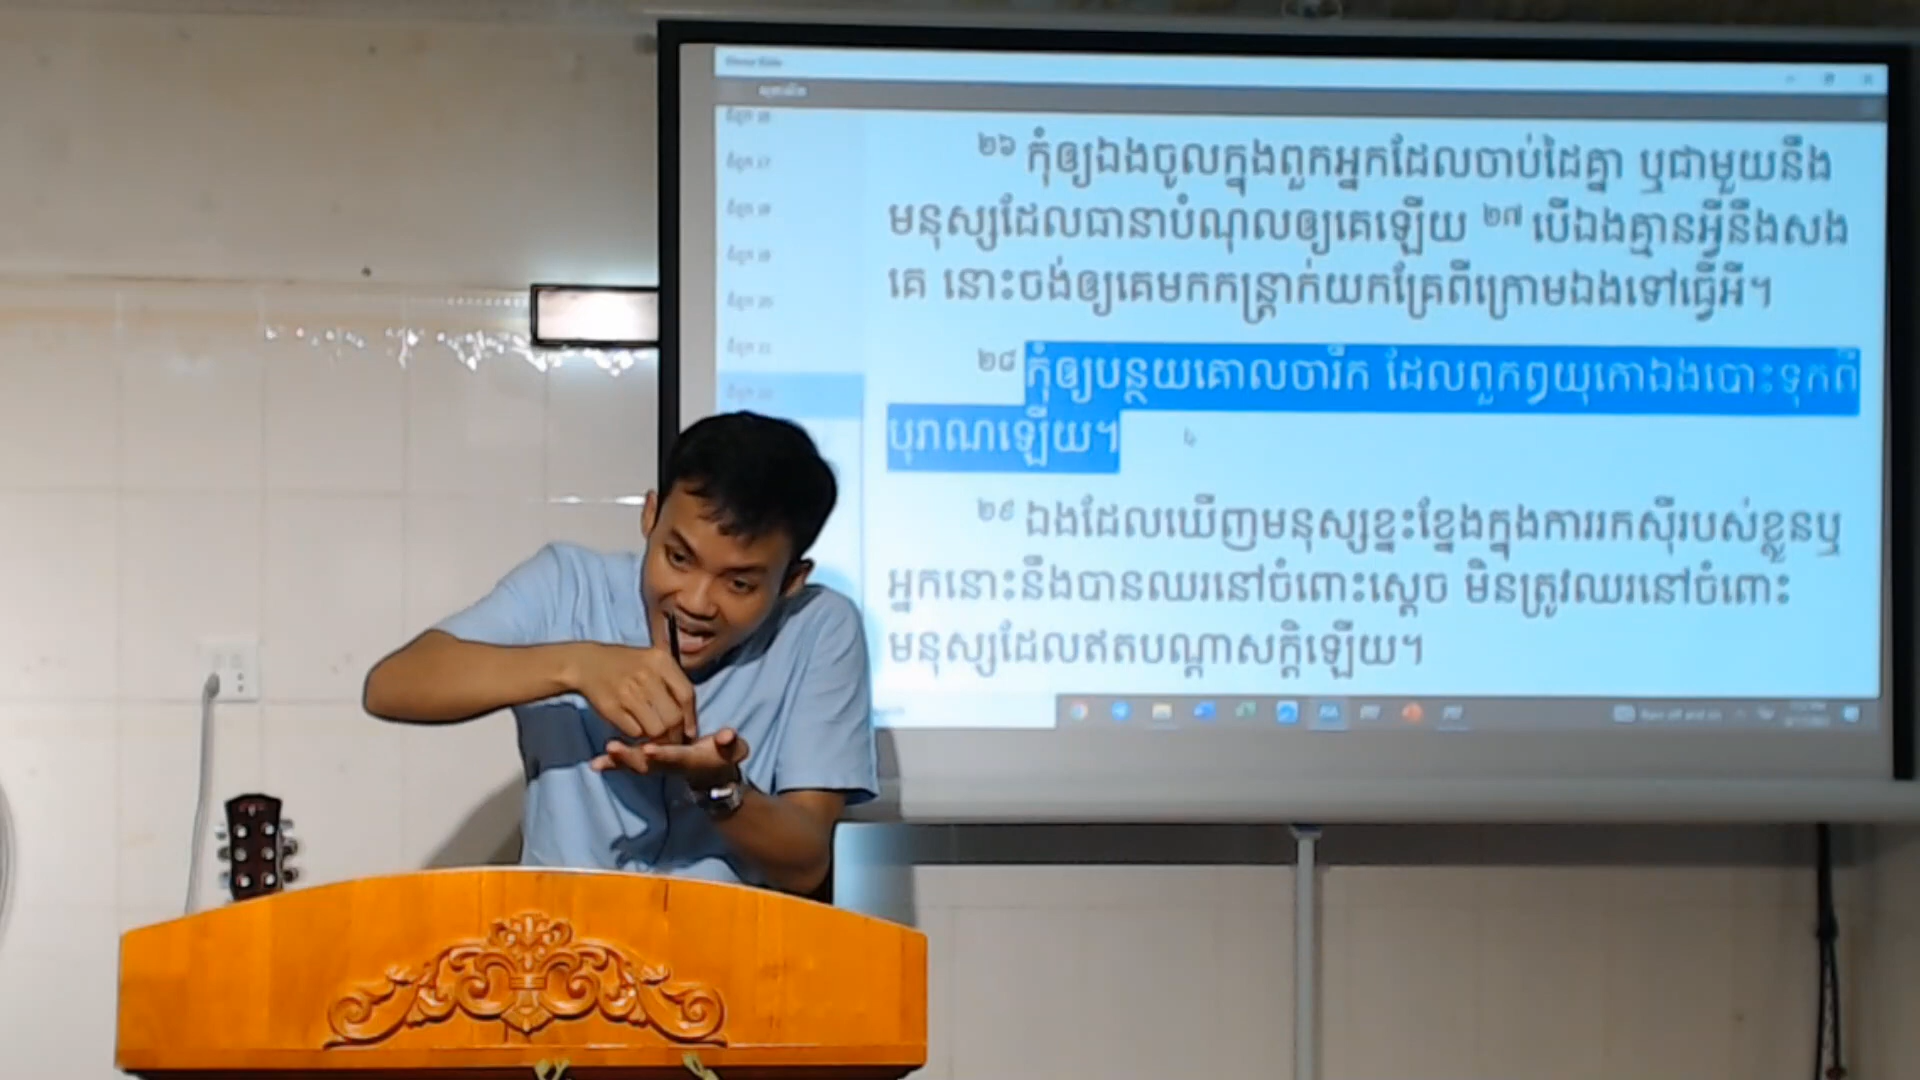 ២៦ កុំឲ្យឯងចូលក្នុងពួកអ្នកដែលចាប់ដៃគ្នា ឬជាមួយនឹង
មនុស្សដែលធានាបំណុលឲ្យគេឡើយ ២៧ បើឯងគ្មានអ្វីនឹងសង
គេ នោះចង់ឲ្យគេមកកន្ត្រាក់យកគ្រែពីក្រោមឯងទៅធ្វើអី។
២៨ កុំឲ្យបន្ថយគោលចារឹក ដែលពួកឰយុកោឯងបោះទុកពី
បុរាណឡើយ។
២៩ ឯងដែលឃើញមនុស្សខ្នះខ្នែងក្នុងការរកស៊ីរបស់ខ្លួនឬ
អ្នកនោះនឹងបានឈរនៅចំពោះស្តេច មិនត្រូវឈរនៅចំពោះ
មនុស្សដែលឥតបណ្តាសក្តិឡើយ។